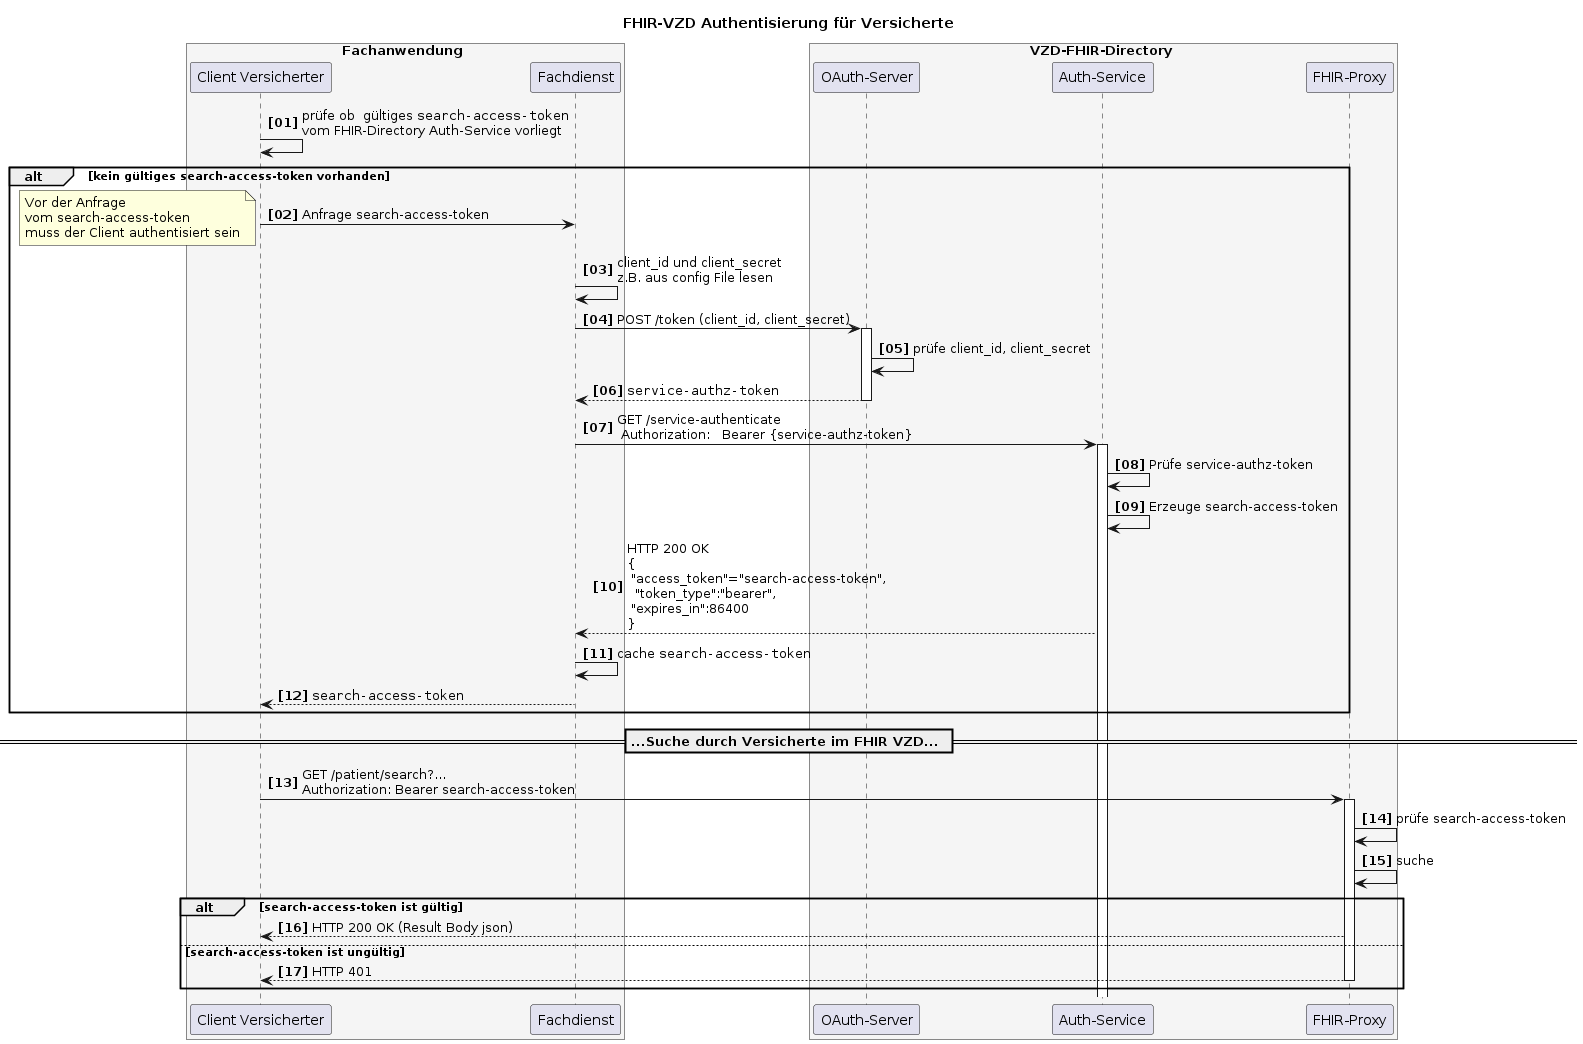 FHIR-VZD Authentisierung für Versicherte
Fachanwendung
VZD-FHIR-Directory
Client Versicherter
Fachdienst
OAuth-Server
Auth-Service
FHIR-Proxy
[01] prüfe ob  gültiges search-access-token
vom FHIR-Directory Auth-Service vorliegt
alt
[kein gültiges search-access-token vorhanden]
Vor der Anfrage
vom search-access-token
muss der Client authentisiert sein
[02] Anfrage search-access-token
[03] client_id und client_secret
z.B. aus config File lesen
[04] POST /token (client_id, client_secret)
[05] prüfe client_id, client_secret
[06] service-authz-token
[07] GET /service-authenticate
Authorization:   Bearer {service-authz-token}
[08] Prüfe service-authz-token
[09] Erzeuge search-access-token
[10] HTTP 200 OK
{
"access_token"="search-access-token",
"token_type":"bearer",
"expires_in":86400
}
[11] cache search-access-token
[12] search-access-token
...Suche durch Versicherte im FHIR VZD...
[13] GET /patient/search?...
Authorization: Bearer search-access-token
[14] prüfe search-access-token
[15] suche
alt
[search-access-token ist gültig]
[16] HTTP 200 OK (Result Body json)
[search-access-token ist ungültig]
[17] HTTP 401
Client Versicherter
Fachdienst
OAuth-Server
Auth-Service
FHIR-Proxy